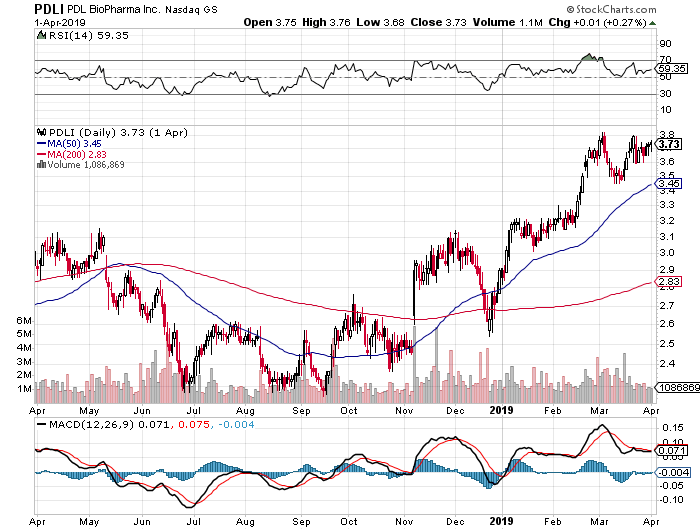 PDLI PDL BioPharma Inc. Nasdaq GS
© StockCharts.com
1-Apr-2019
Open 3.75 High 3.76 Low 3.68 Close 3.73 Volume 1.1M Chg +0.01 (+0.27%)
RSI(14) 59.35
90
70
59.35
50
30
10
PDLI (Daily) 3.73 (1 Apr)
MA(50) 3.45
MA(200) 2.83
Volume 1,086,869
3.8
3.73
3.7
3.6
3.5
3.45
3.4
3.3
3.2
3.1
3.0
2.9
2.83
2.8
2.7
2.6
2.5
2.4
6M
5M
4M
3M
2M
1M
1086869
Apr May Jun Jul Aug Sep Oct Nov Dec 2019 Feb Mar Apr
MACD(12,26,9) 0.071, 0.075, -0.004
0.15
0.10
0.071
-0.004
-0.05
-0.10
Apr May Jun Jul Aug Sep Oct Nov Dec 2019 Feb Mar Apr